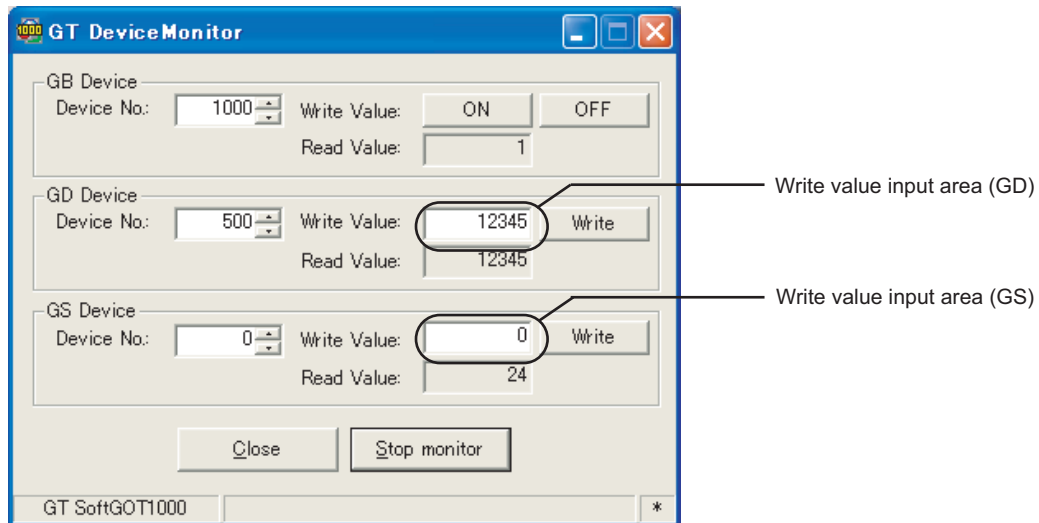 GT DeviceMonitor
GB Device
Device No.: 1000 Write Value: ON OFF
Read Value: 1
GD Device
Write value input area (GD)
Device No.: 500 Write Value: 12345 Write
Read Value: 12345
GS Device
Write value input area (GS)
Device No.: 0 Write Value: 0 Write
Read Value: 24
Close Stop monitor
GT SoftGOT1000 *